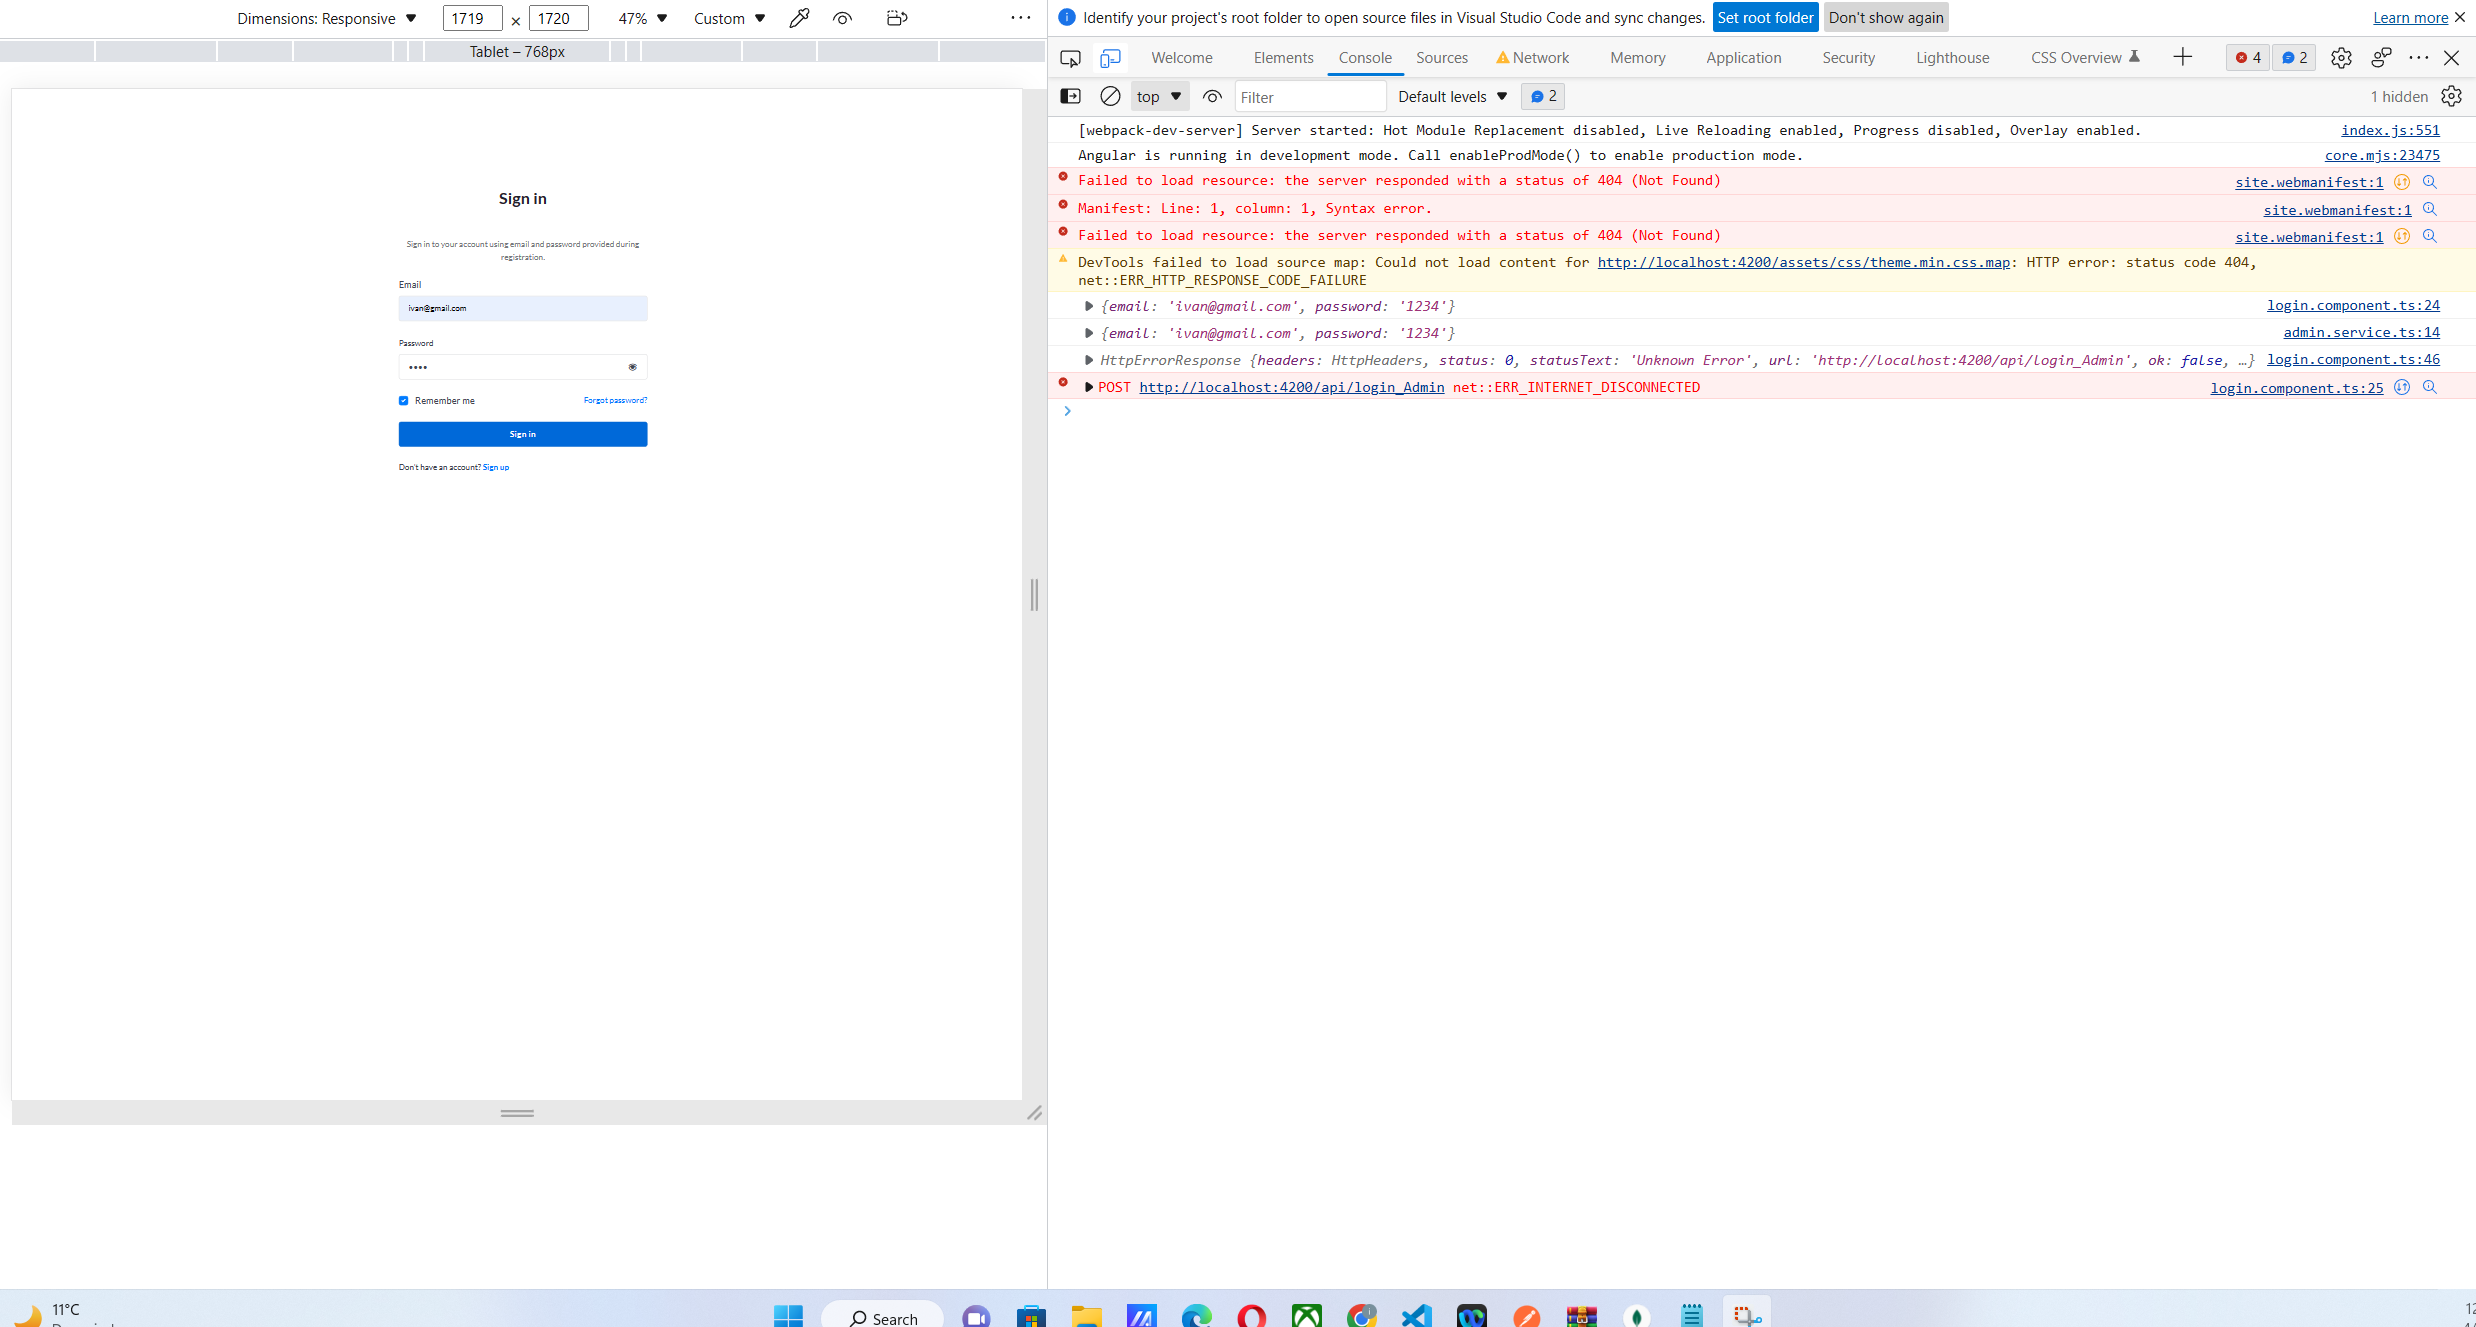 Dimensions: Responsive ▼ 1719 × 1720 47% ▼ Custom ▼
Tablet – 768px
Sign in
Sign in to your account using email and password provided during
registration.
Email
ivan@gmail.com
Password
••••
Remember me Forgot password?
Sign in
Don't have an account? Sign up
Identify your project's root folder to open source files in Visual Studio Code and sync changes. Set root folder Don't show again Learn more
Welcome Elements Console Sources Network Memory Application Security Lighthouse CSS Overview 4 2
top ▼ Filter Default levels ▼ 2 1 hidden
[webpack-dev-server] Server started: Hot Module Replacement disabled, Live Reloading enabled, Progress disabled, Overlay enabled. index.js:551
Angular is running in development mode. Call enableProdMode() to enable production mode. core.mjs:23475
Failed to load resource: the server responded with a status of 404 (Not Found) site.webmanifest:1
Manifest: Line: 1, column: 1, Syntax error. site.webmanifest:1
Failed to load resource: the server responded with a status of 404 (Not Found) site.webmanifest:1
DevTools failed to load source map: Could not load content for http://localhost:4200/assets/css/theme.min.css.map: HTTP error: status code 404,
net::ERR_HTTP_RESPONSE_CODE_FAILURE
{email: 'ivan@gmail.com', password: '1234'} login.component.ts:24
{email: 'ivan@gmail.com', password: '1234'} admin.service.ts:14
HttpErrorResponse {headers: HttpHeaders, status: 0, statusText: 'Unknown Error', url: 'http://localhost:4200/api/login_Admin', ok: false, …} login.component.ts:46
POST http://localhost:4200/api/login_Admin net::ERR_INTERNET_DISCONNECTED login.component.ts:25
11°C
Search